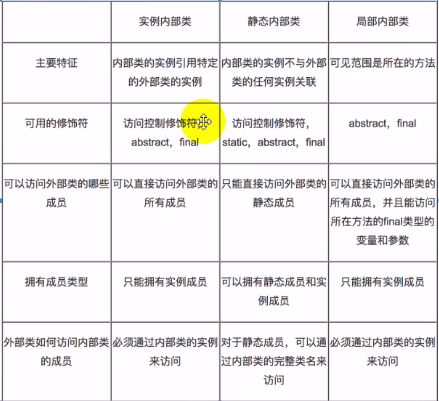 实例内部类
静态内部类
局部内部类
主要特征
内部类的实例引用特定
的外部类的实例
内部类的实例不与外部
类的任何实例关联
可见范围是所在的方法
可用的修饰符
访问控制修饰符,
abstract，final
访问控制修饰符，
static，abstract，final
abstract，final
可以访问外部类的哪些
成员
可以直接访问外部类的
所有成员
只能直接访问外部类的
静态成员
可以直接访问外部类的
所有成员，并且能访问
所在方法的final类型的
变量和参数
拥有成员类型
只能拥有实例成员
可以拥有静态成员和实
例成员
只能拥有实例成员
外部类如何访问内部类
的成员
必须通过内部类的实例
来访问
对于静态成员，可以通
过内部类的完整类名来
访问
必须通过内部类的实例
来访问